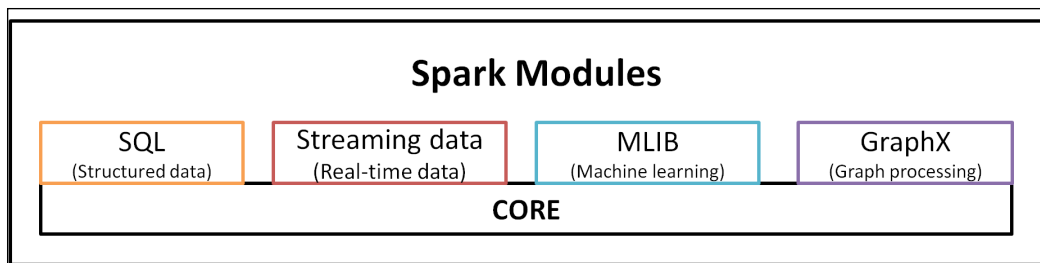 Spark Modules
SQL
(Structured data)
Streaming data
(Real-time data)
MLIB
(Machine learning)
GraphX
(Graph processing)
CORE